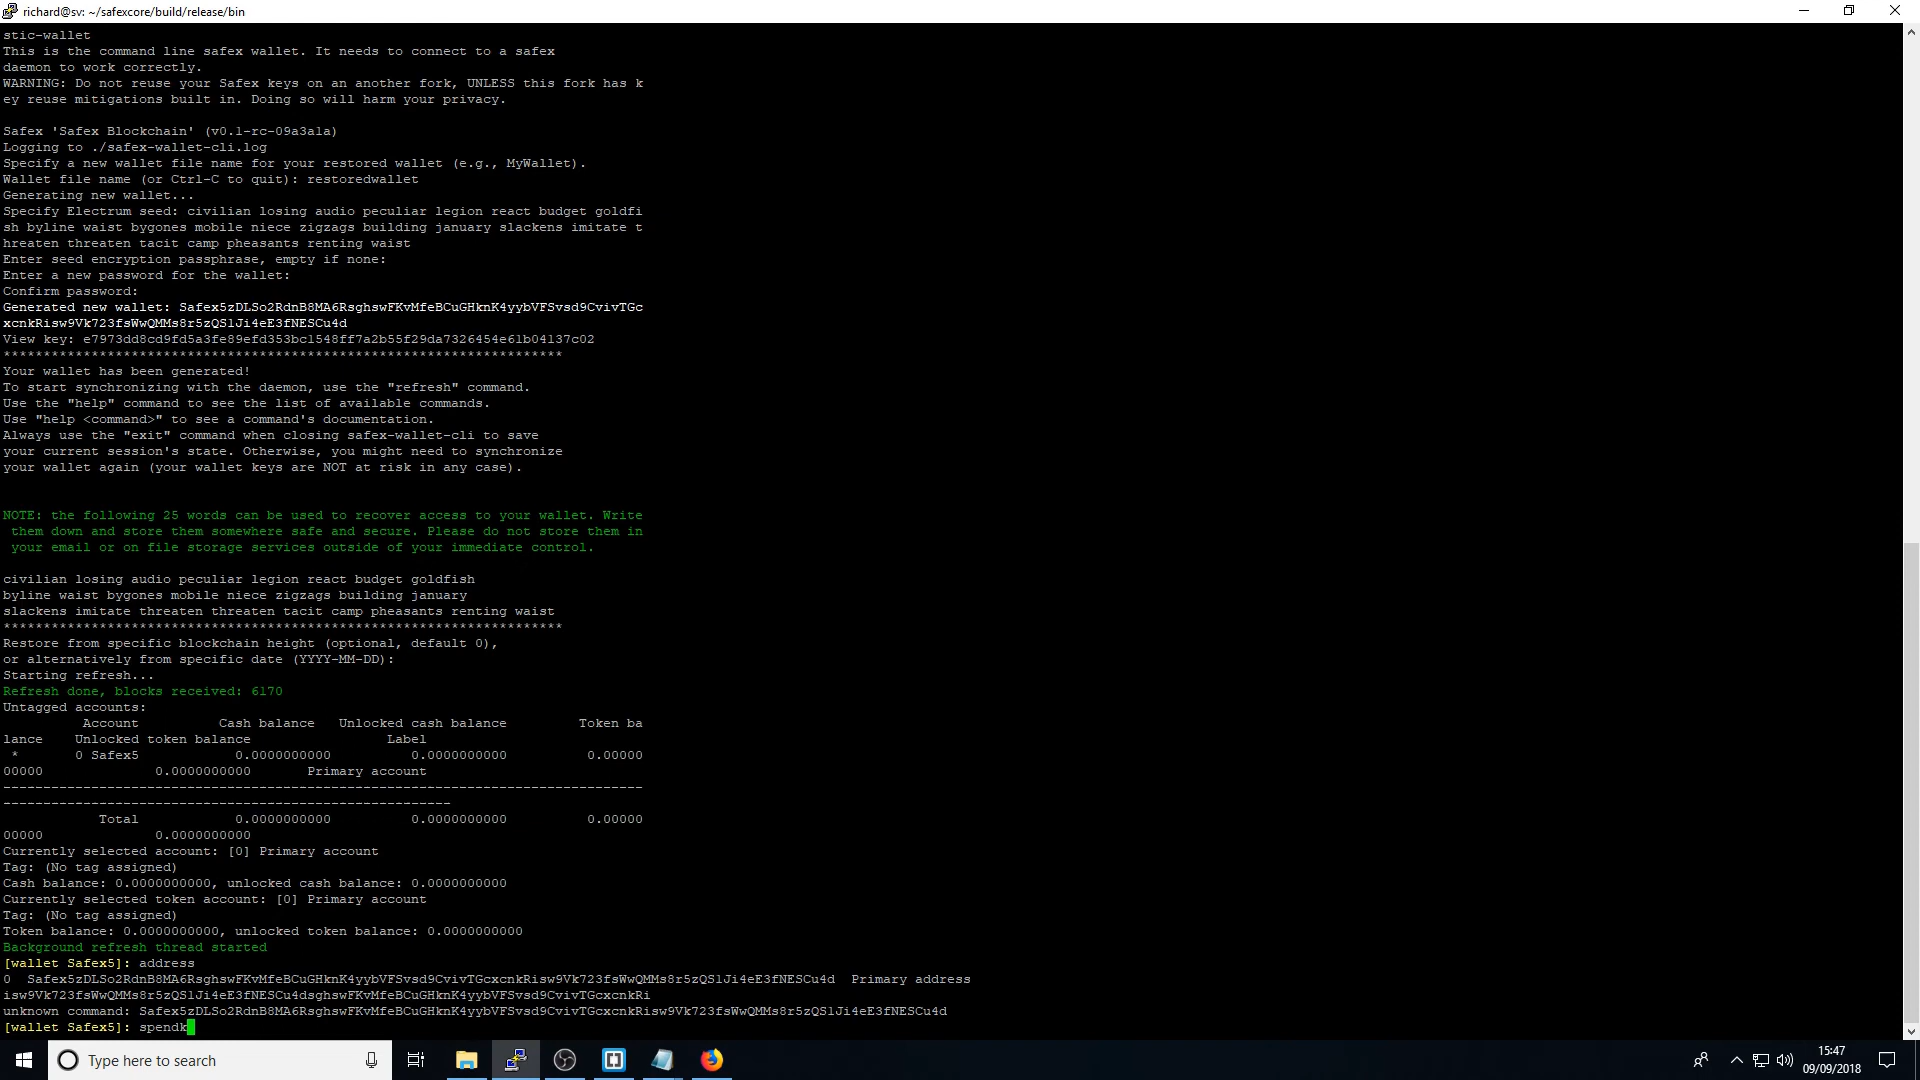 richard@sv: ~/safexcore/build/release/bin
stic-wallet
This is the command line safex wallet. It needs to connect to a safex
daemon to work correctly.
WARNING: Do not reuse your Safex keys on an another fork, UNLESS this fork has k
ey reuse mitigations built in. Doing so will harm your privacy.
Safex 'Safex Blockchain' (v0.1-rc-09a3a1a)
Logging to ./safex-wallet-cli.log
Specify a new wallet file name for your restored wallet (e.g., MyWallet).
Wallet file name (or Ctrl-C to quit): restoredwallet
Generating new wallet...
Specify Electrum seed: civilian losing audio peculiar legion react budget goldfi
sh byline waist bygones mobile niece zigzags building january slackens imitate t
hreaten threaten tacit camp pheasants renting waist
Enter seed encryption passphrase, empty if none:
Enter a new password for the wallet:
Confirm password:
Generated new wallet: Safex5zDLSo2RdnB8MA6RsghswFKvMfeBCuGHknK4yybVFSvsd9CvivTGc
xcnkRisw9Vk723fsWwQMMs8r5zQS1Ji4eE3fNESCu4d
View key: e7973dd8cd9fd5a3fe89efd353bc1548ff7a2b55f29da7326454e61b04137c02
**********************************************************************
Your wallet has been generated!
To start synchronizing with the daemon, use the "refresh" command.
Use the "help" command to see the list of available commands.
Use "help <command>" to see a command's documentation.
Always use the "exit" command when closing safex-wallet-cli to save
your current session's state. Otherwise, you might need to synchronize
your wallet again (your wallet keys are NOT at risk in any case).
NOTE: the following 25 words can be used to recover access to your wallet. Write
them down and store them somewhere safe and secure. Please do not store them in
your email or on file storage services outside of your immediate control.
civilian losing audio peculiar legion react budget goldfish
byline waist bygones mobile niece zigzags building january
slackens imitate threaten threaten tacit camp pheasants renting waist
**********************************************************************
Restore from specific blockchain height (optional, default 0),
or alternatively from specific date (YYYY-MM-DD):
Starting refresh...
Refresh done, blocks received: 6170
Untagged accounts:
Account Cash balance Unlocked cash balance Token ba
lance Unlocked token balance Label
* 0 Safex5 0.0000000000 0.0000000000 0.00000
00000 0.0000000000 Primary account
--------------------------------------------------------------------------------
--------------------------------------------------------
Total 0.0000000000 0.0000000000 0.00000
00000 0.0000000000
Currently selected account: [0] Primary account
Tag: (No tag assigned)
Cash balance: 0.0000000000, unlocked cash balance: 0.0000000000
Currently selected token account: [0] Primary account
Tag: (No tag assigned)
Token balance: 0.0000000000, unlocked token balance: 0.0000000000
Background refresh thread started
[wallet Safex5]: address
0 Safex5zDLSo2RdnB8MA6RsghswFKvMfeBCuGHknK4yybVFSvsd9CvivTGcxcnkRisw9Vk723fsWwQMMs8r5zQS1Ji4eE3fNESCu4d Primary address
isw9Vk723fsWwQMMs8r5zQS1Ji4eE3fNESCu4dsghswFKvMfeBCuGHknK4yybVFSvsd9CvivTGcxcnkRi
unknown command: Safex5zDLSo2RdnB8MA6RsghswFKvMfeBCuGHknK4yybVFSvsd9CvivTGcxcnkRisw9Vk723fsWwQMMs8r5zQS1Ji4eE3fNESCu4d
[wallet Safex5]: spendk
Type here to search
15:47
09/09/2018